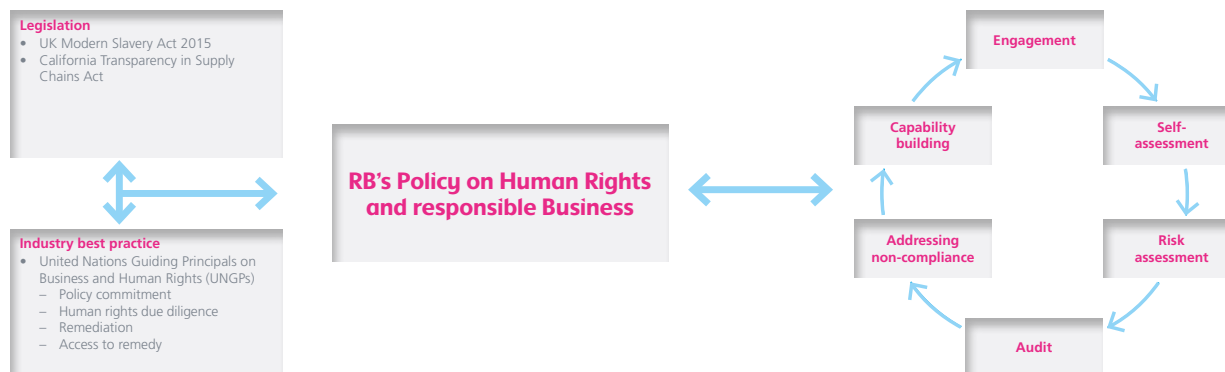 Legislation
• UK Modern Slavery Act 2015
• California Transparency in Supply
Chains Act
Industry best practice
• United Nations Guiding Principals on
Business and Human Rights (UNGPs)
– Policy commitment
– Human rights due diligence
– Remediation
– Access to remedy
RB's Policy on Human Rights
and responsible Business
Engagement
Self-
assessment
Risk
assessment
Audit
Addressing
non-compliance
Capability
building